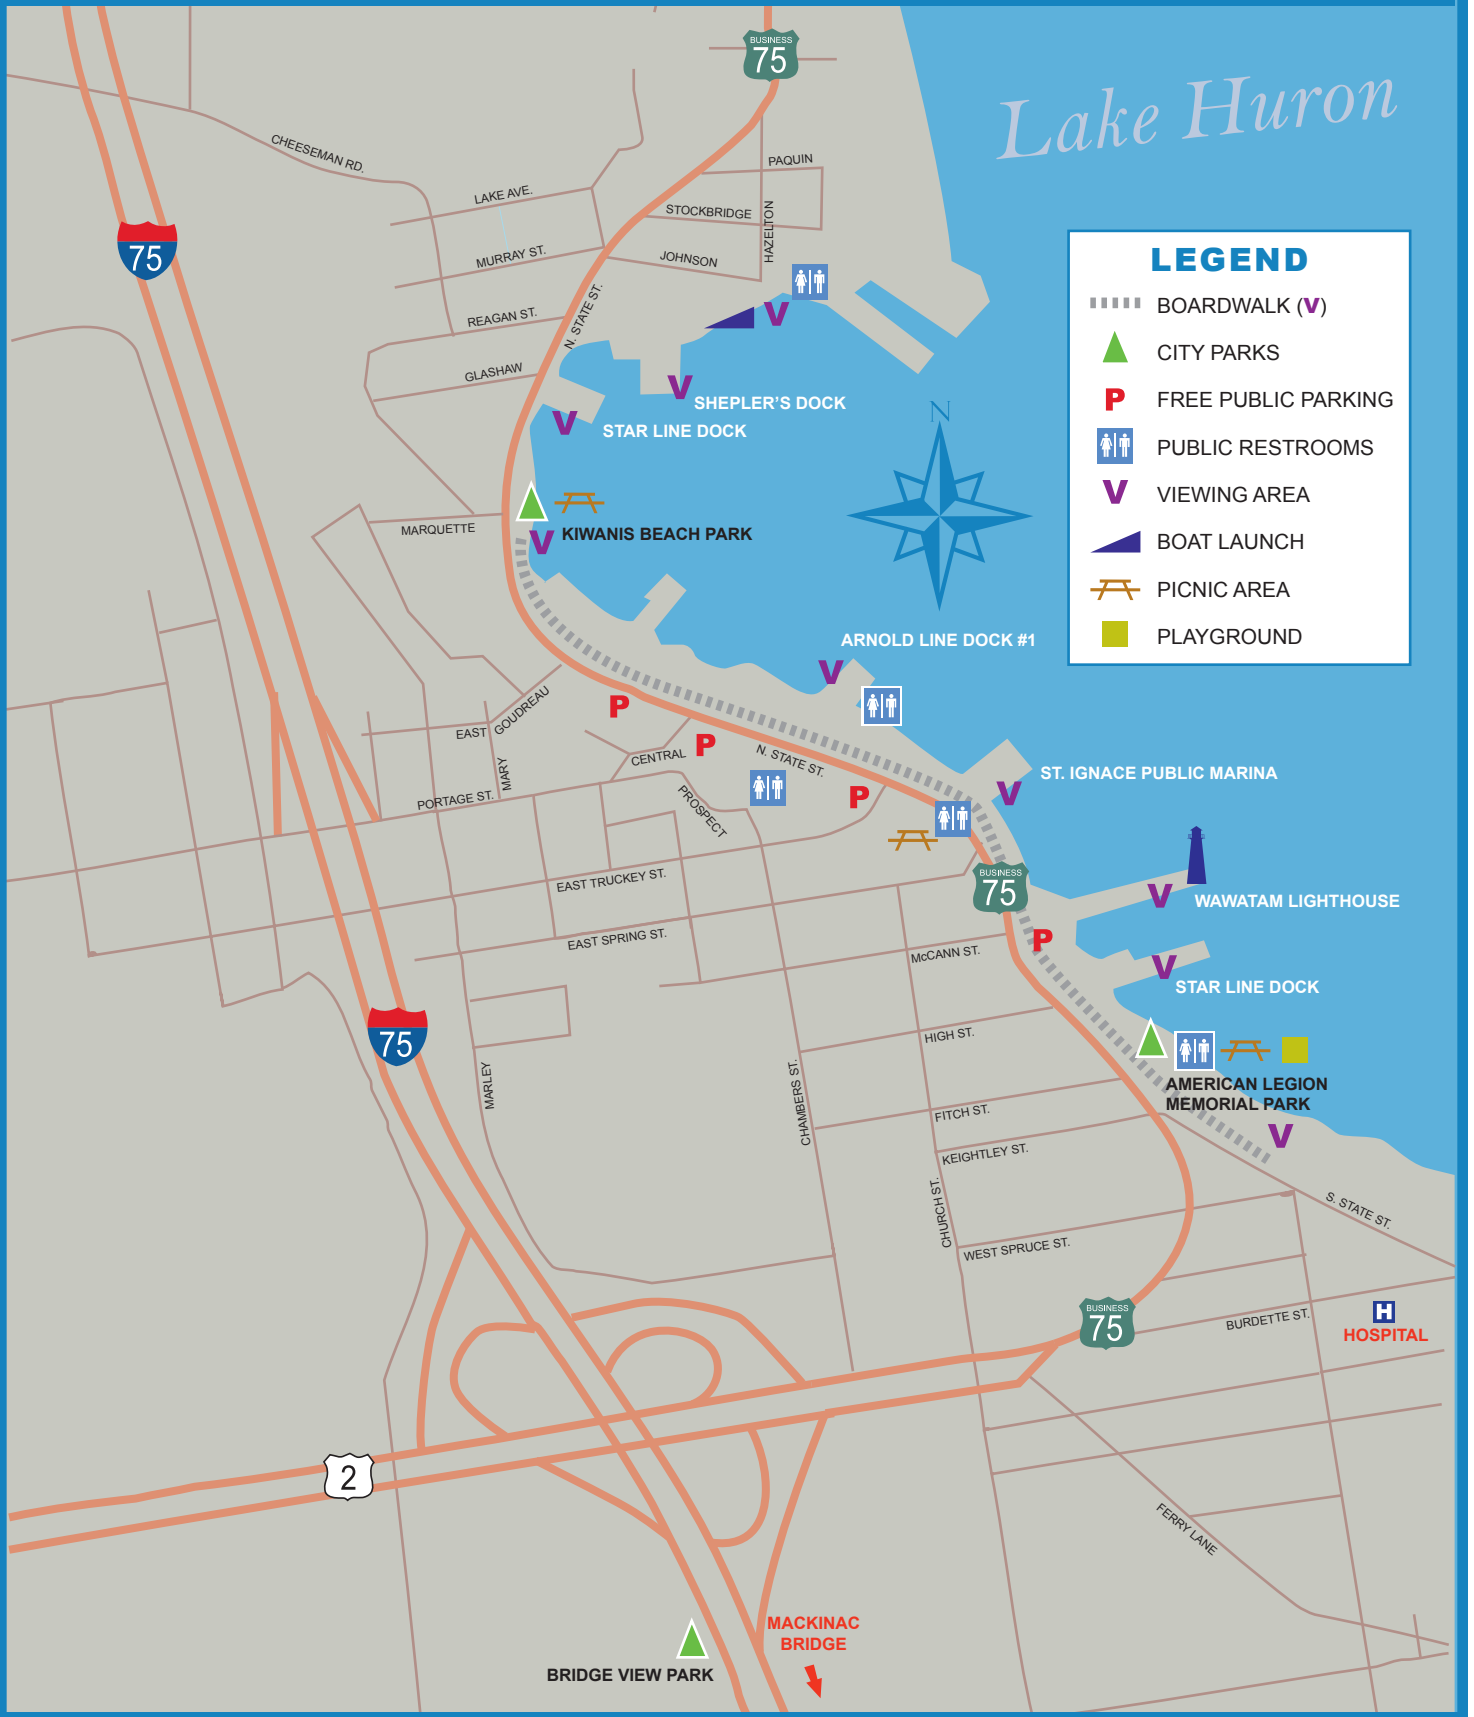 BUSINESS
75
Lake Huron
CHEESEMAN RD.
PAQUIN
LAKE AVE.
STOCKBRIDGE
HAZELTON
75
MURRAY ST.
JOHNSON
LEGEND
BOARDWALK (V)
CITY PARKS
P FREE PUBLIC PARKING
PUBLIC RESTROOMS
V VIEWING AREA
BOAT LAUNCH
PICNIC AREA
PLAYGROUND
REAGAN ST.
N. STATE ST.
V
GLASHAW
V
SHEPLER'S DOCK
V
STAR LINE DOCK
N
MARQUETTE
V
KIWANIS BEACH PARK
ARNOLD LINE DOCK #1
V
P
GOUDREAU
EAST
P
N. STATE ST.
CENTRAL
MARY
ST. IGNACE PUBLIC MARINA
V
PORTAGE ST.
PROSPECT
P
EAST TRUCKEY ST.
BUSINESS
75
V
WAWATAM LIGHTHOUSE
EAST SPRING ST.
P
McCANN ST.
V
STAR LINE DOCK
75
HIGH ST.
MARLEY
CHAMBERS ST.
AMERICAN LEGION
MEMORIAL PARK
FITCH ST.
V
KEIGHTLEY ST.
CHURCH ST.
S. STATE ST.
WEST SPRUCE ST.
BUSINESS
75
BURDETTE ST.
H
HOSPITAL
2
FERRY LANE
MACKINAC
BRIDGE
BRIDGE VIEW PARK